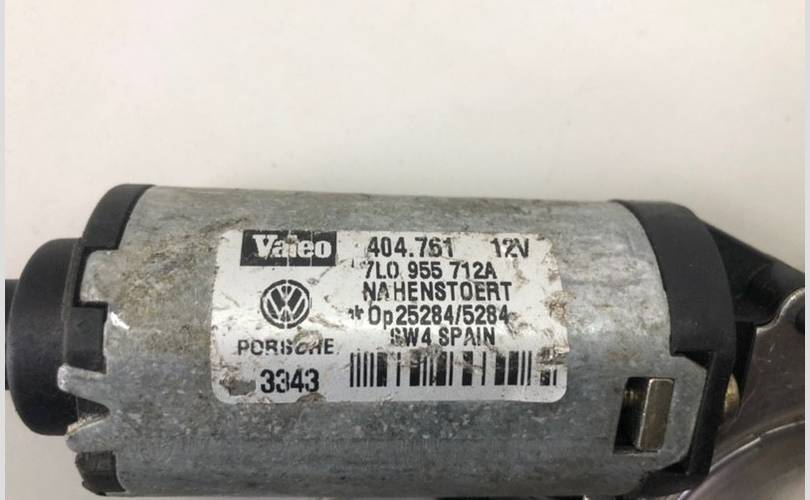 Valeo 404.761 12V
7L0 955 712A
NAHENSTOERT
*Op25284/5284
SW4 SPAIN
PORSCHE
3343